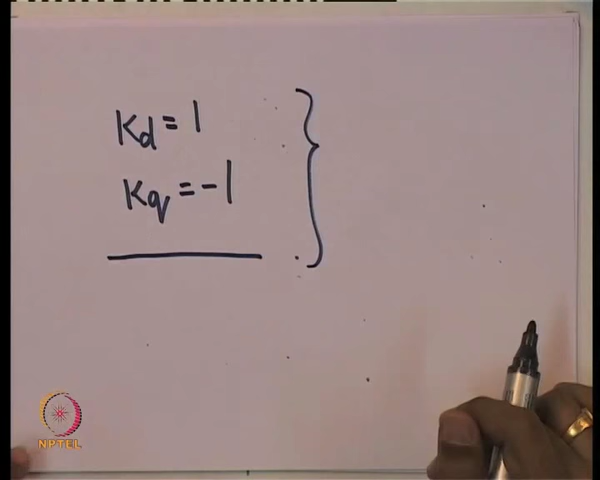 Kd = 1
Kq = -1
NPTEL